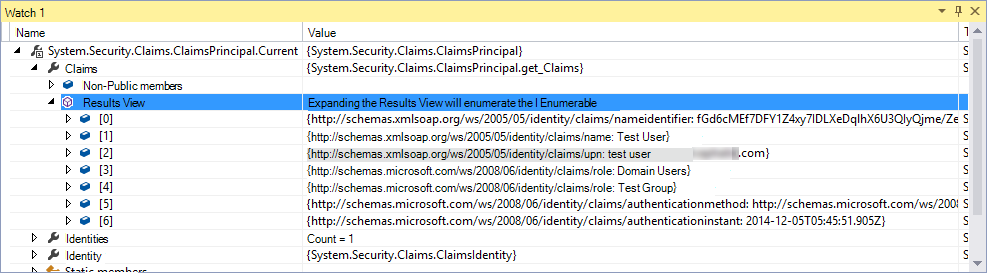 Watch 1
Name Value T
System.Security.Claims.ClaimsPrincipal.Current {System.Security.Claims.ClaimsPrincipal} S
Claims {System.Security.Claims.ClaimsPrincipal.get_Claims} S
Non-Public members
Results View Expanding the Results View will enumerate the I Enumerable
[0] {http://schemas.xmlsoap.org/ws/2005/05/identity/claims/nameidentifier: S
[1] {http://schemas.xmlsoap.org/ws/2005/05/identity/claims/name: Test User} S
[2] {http://schemas.xmlsoap.org/ws/2005/05/identity/claims/upn: test user .com} S
[3] {http://schemas.microsoft.com/ws/2008/06/identity/claims/role: Domain Users} S
[4] {http://schemas.microsoft.com/ws/2008/06/identity/claims/role: Test Group} S
[5] {http://schemas.microsoft.com/ws/2008/06/identity/claims/authenticationmethod: http://schemas.microsoft.com/ws/2008 S
[6] {http://schemas.microsoft.com/ws/2008/06/identity/claims/authenticationinstant: 2014-12-05T05:45:51.905Z} S
Identities Count = 1 S
Identity {System.Security.Claims.ClaimsIdentity} S
Static members